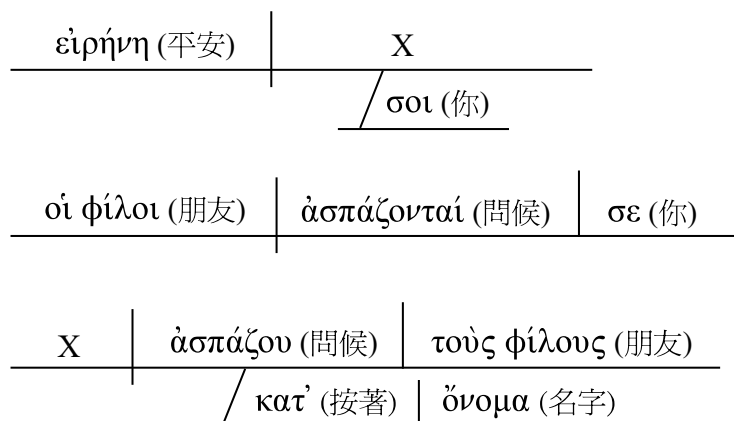 εἰρήνη (平安) X
σοι (你)
οἱ φίλοι (朋友) ἀσπάζονταί (問候) σε (你)
X ἀσπάζου (問候) τοὺς φίλους (朋友)
κατ’ (按著) ὄνομα (名字)